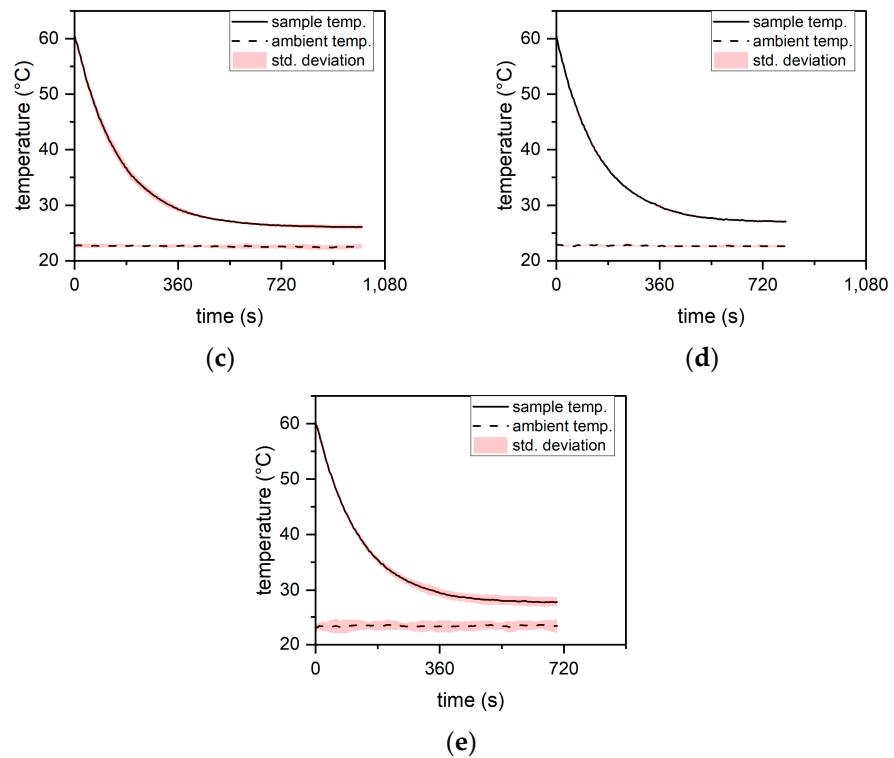 sample temp.
ambient temp.
std. deviation
60
50
40
30
20
temperature (°C)
0
360
720
1,080
time (s)
(c)
sample temp.
ambient temp.
std. deviation
60
50
40
30
20
temperature (°C)
0
360
720
1,080
time (s)
(d)
sample temp.
ambient temp.
std. deviation
60
50
40
30
20
temperature (°C)
0
360
720
time (s)
(e)